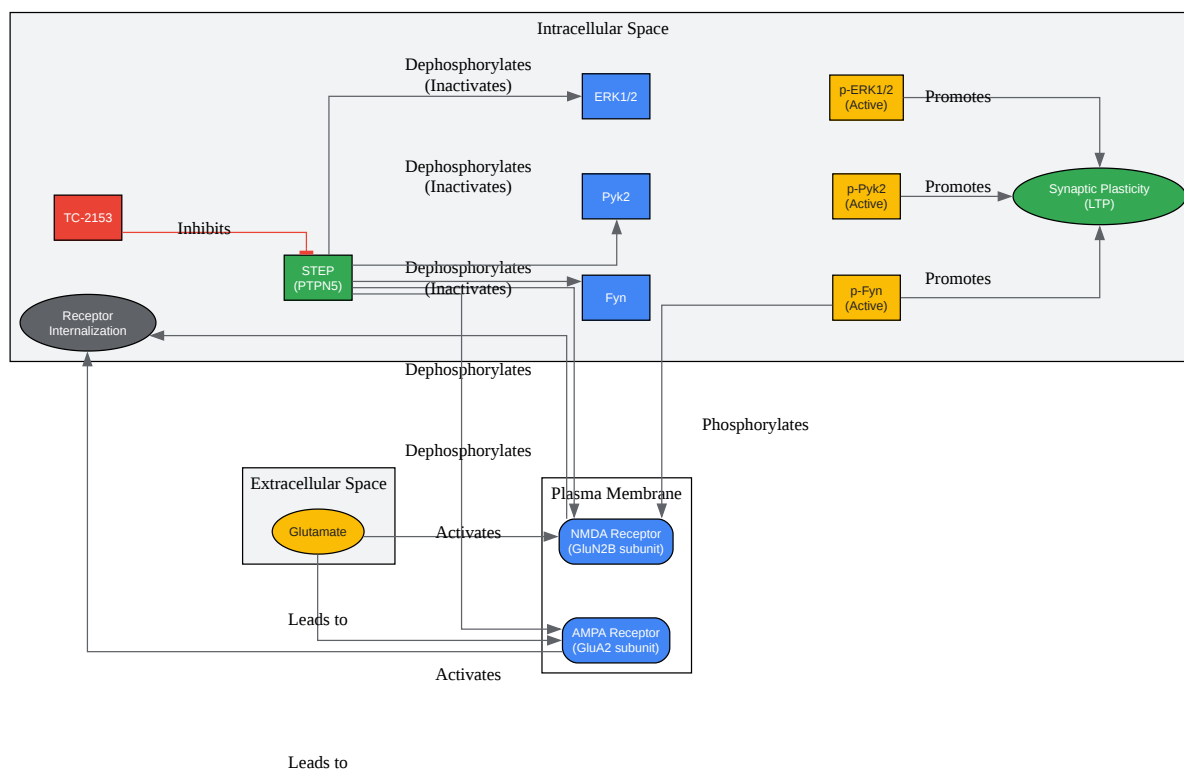 Intracellular Space
Dephosphorylates
(Inactivates)
ERK1/2
p-ERK1/2
(Active)
Promotes
Dephosphorylates
(Inactivates)
Pyk2
p-Pyk2
(Active)
Promotes
Synaptic Plasticity
(LTP)
TC-2153
Inhibits
STEP
(PTPN5)
Dephosphorylates
(Inactivates)
Fyn
p-Fyn
(Active)
Promotes
Receptor
Internalization
Dephosphorylates
Phosphorylates
Dephosphorylates
Extracellular Space
Plasma Membrane
Glutamate
Activates
NMDA Receptor
(GluN2B subunit)
Leads to
AMPA Receptor
(GluA2 subunit)
Activates
Leads to